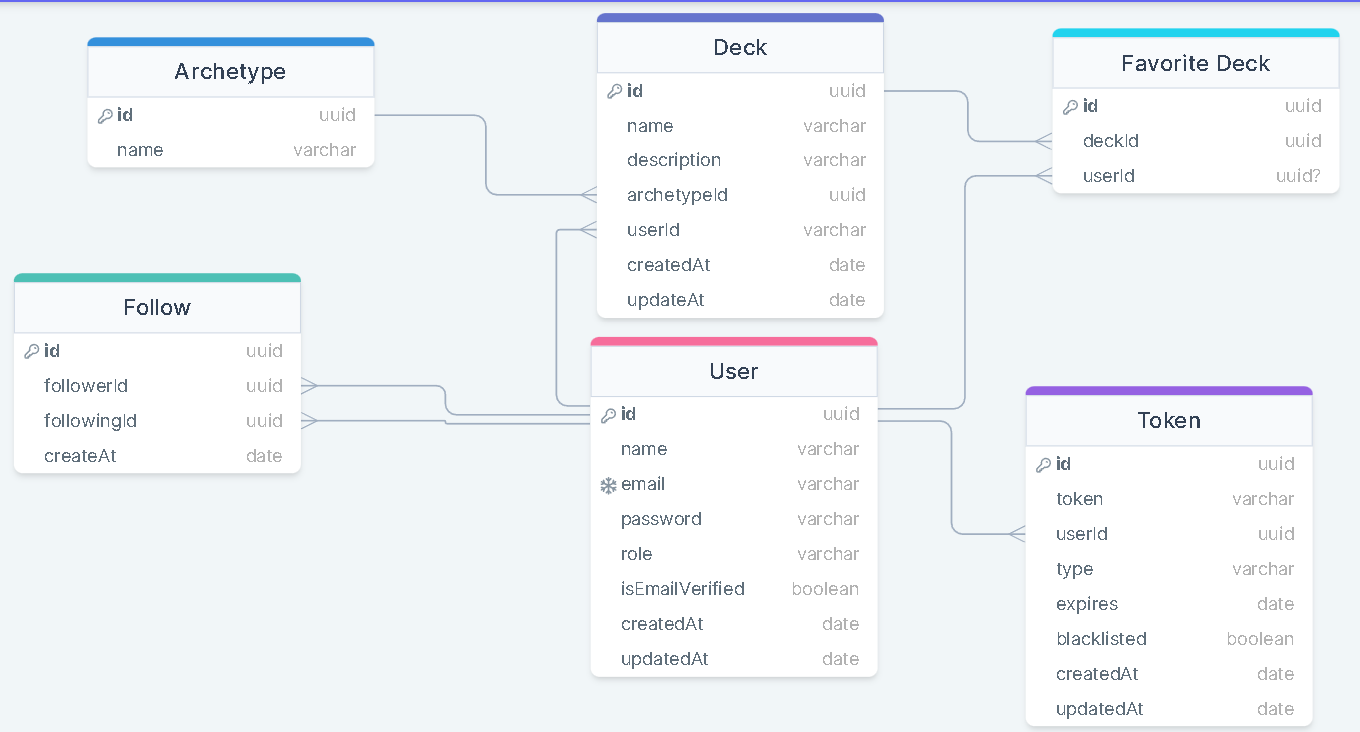 Archetype
id uuid
name varchar
Deck
id uuid
name varchar
description varchar
archetypeId uuid
userId varchar
createdAt date
updateAt date
Favorite Deck
id uuid
deckId uuid
userId uuid?
Follow
id uuid
followerId uuid
followingId uuid
createAt date
User
id uuid
name varchar
email varchar
password varchar
role varchar
isEmailVerified boolean
createdAt date
updatedAt date
Token
id uuid
token varchar
userId uuid
type varchar
expires date
blacklisted boolean
createdAt date
updatedAt date